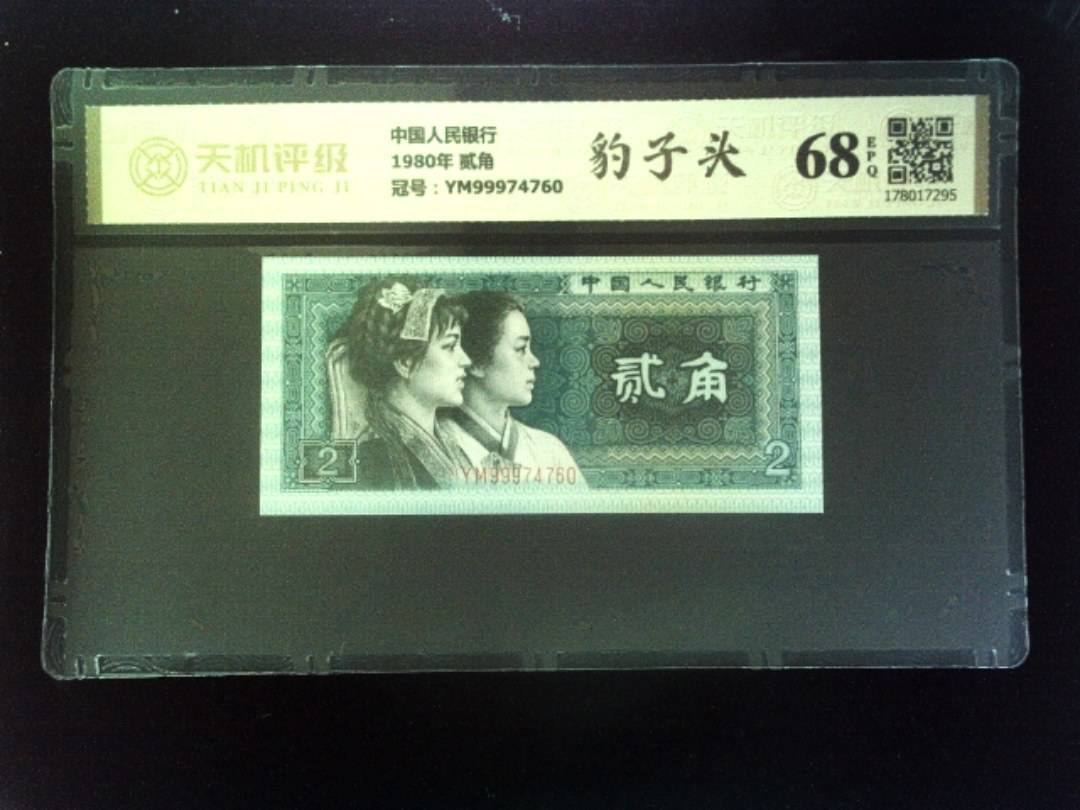 天机评级
TIAN JI PING JI
中国人民银行
1980年 贰角
冠号：YM99974760
豹子头
68
EPQ
178017295
中国人民银行
贰角
2
YM99974760
2